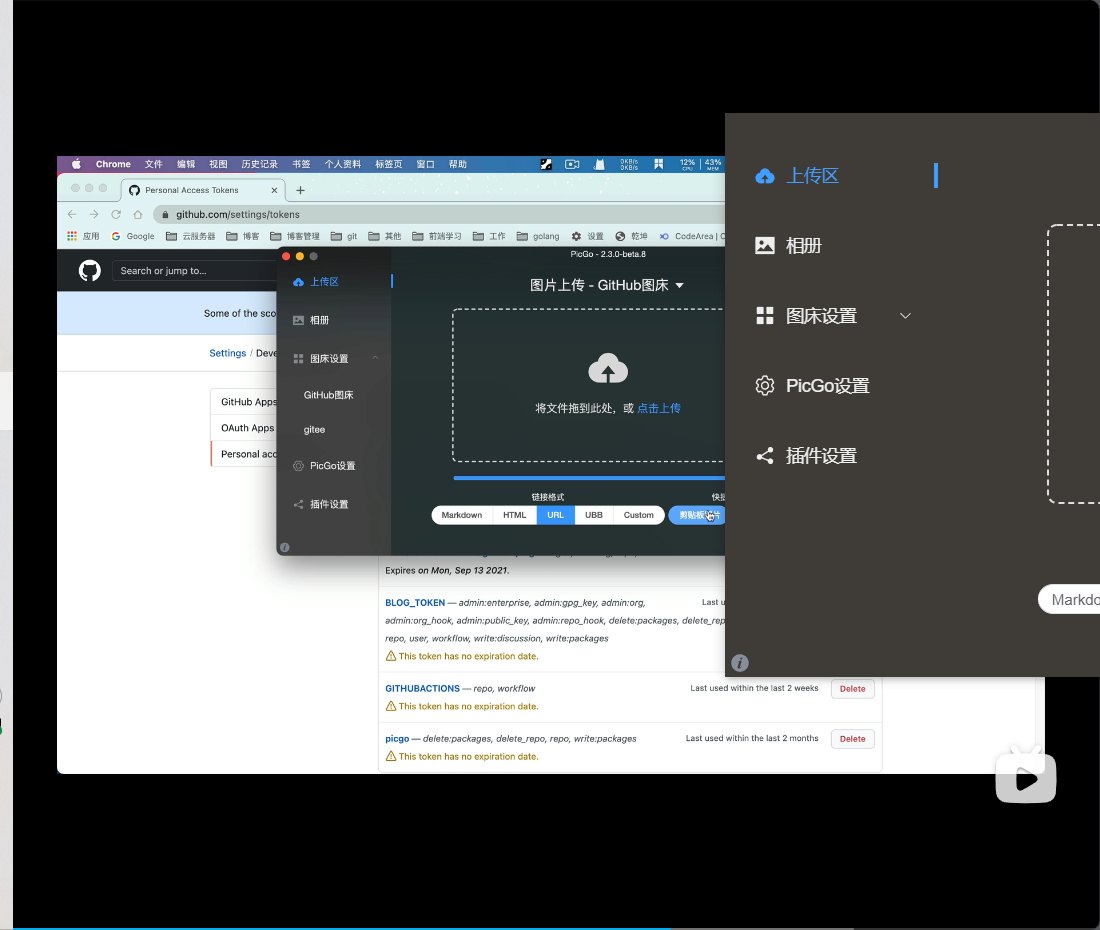 Chrome 文件 编辑 视图 历史记录 书签 个人资料 标签页 窗口 帮助
0KB/s
0KB/s
12%
CPU
43%
MEM
Personal Access Tokens
github.com/settings/tokens
应用 Google 云服务器 博客 博客管理 git 其他 前端学习 工作 golang 设置 乾坤 CodeArea | C
Search or jump to...
Some of the sco
Settings / Deve
GitHub Apps
OAuth Apps
Personal acc
PicGo - 2.3.0-beta.8
上传区
相册
图床设置
GitHub图床
gitee
PicGo设置
插件设置
图片上传 - GitHub图床
将文件拖到此处，或 点击上传
链接格式
快捷
Markdown HTML URL UBB Custom
剪贴板图片
Expires on Mon, Sep 13 2021.
BLOG_TOKEN — admin:enterprise, admin:gpg_key, admin:org,
Last u
admin:org_hook, admin:public_key, admin:repo_hook, delete:packages, delete_rep
repo, user, workflow, write:discussion, write:packages
This token has no expiration date.
GITHUBACTIONS — repo, workflow
Last used within the last 2 weeks
Delete
This token has no expiration date.
picgo — delete:packages, delete_repo, repo, write:packages
Last used within the last 2 months
Delete
This token has no expiration date.
上传区
相册
图床设置
PicGo设置
插件设置
Markdo